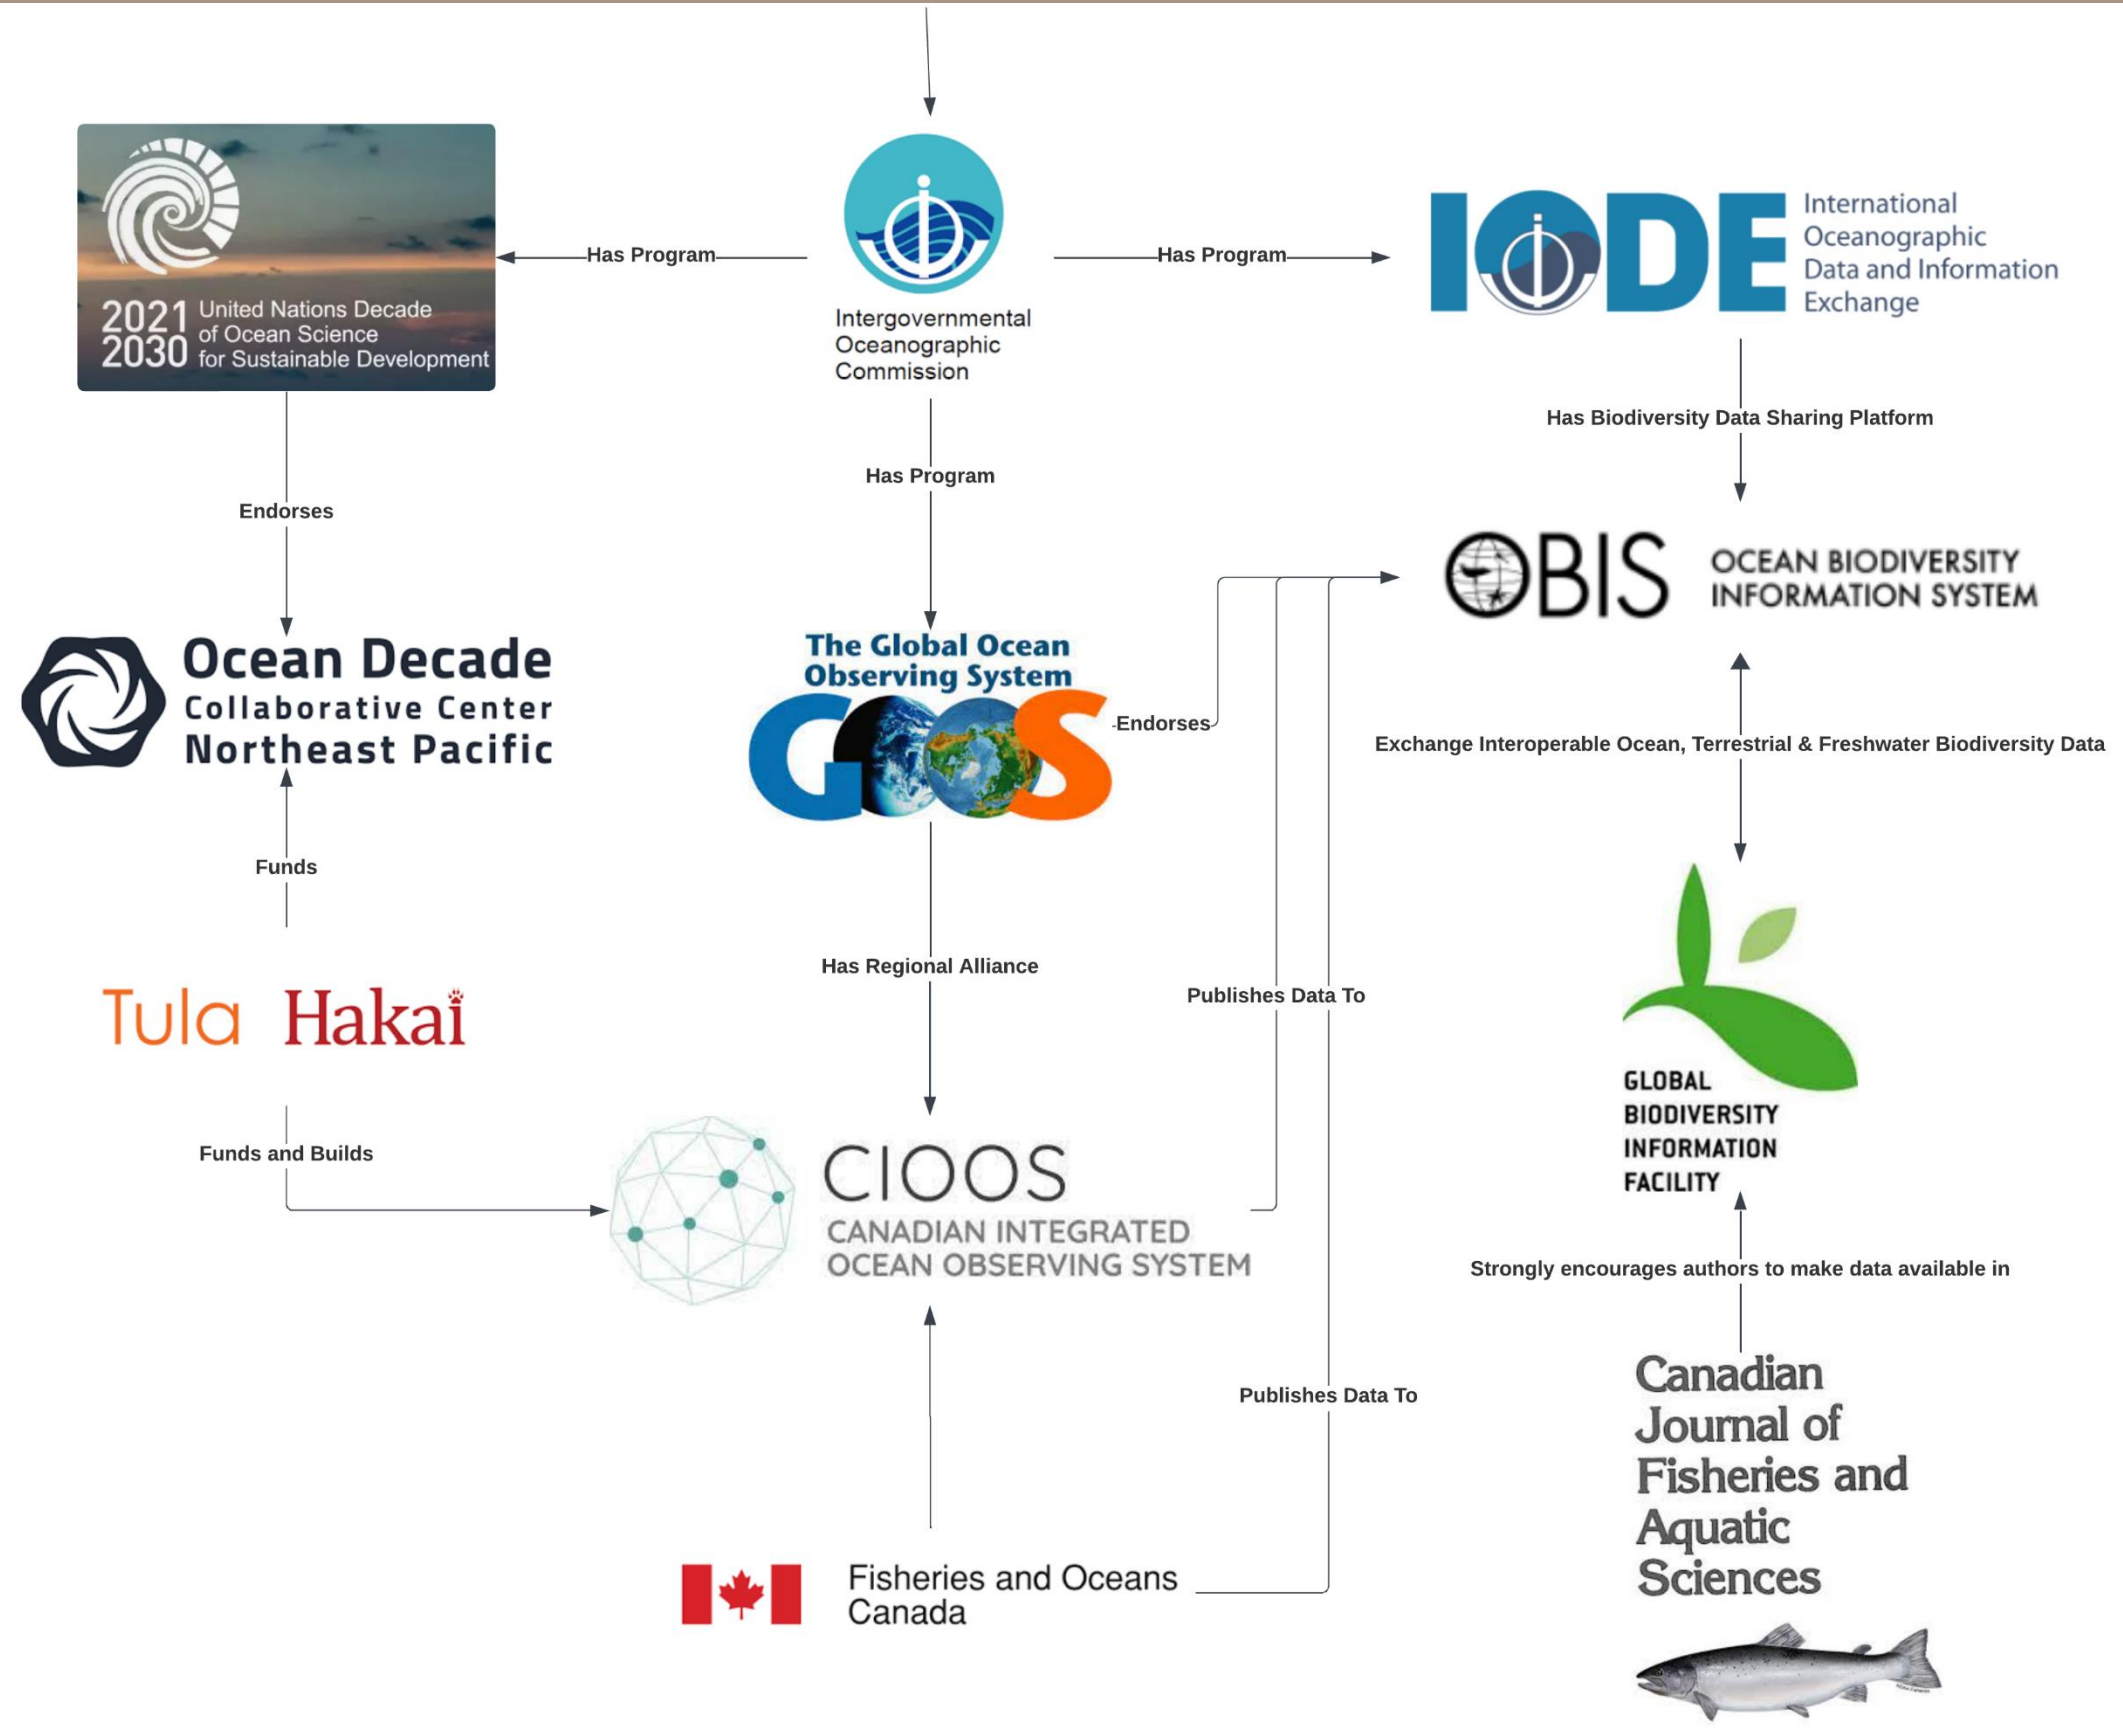 2021 United Nations Decade
2030 of Ocean Science
for Sustainable Development
Has Program
Intergovernmental
Oceanographic
Commission
Has Program
IODE
International
Oceanographic
Data and Information
Exchange
Has Biodiversity Data Sharing Platform
Has Program
Endorses
OBIS
OCEAN BIODIVERSITY
INFORMATION SYSTEM
Ocean Decade
Collaborative Center
Northeast Pacific
The Global Ocean
Observing System
GOOS
Endorses
Exchange Interoperable Ocean, Terrestrial & Freshwater Biodiversity Data
Funds
Has Regional Alliance
Publishes Data To
Tula Hakai
GLOBAL
BIODIVERSITY
INFORMATION
FACILITY
Funds and Builds
CIOOS
CANADIAN INTEGRATED
OCEAN OBSERVING SYSTEM
Strongly encourages authors to make data available in
Publishes Data To
Canadian
Journal of
Fisheries and
Aquatic
Sciences
Fisheries and Oceans
Canada